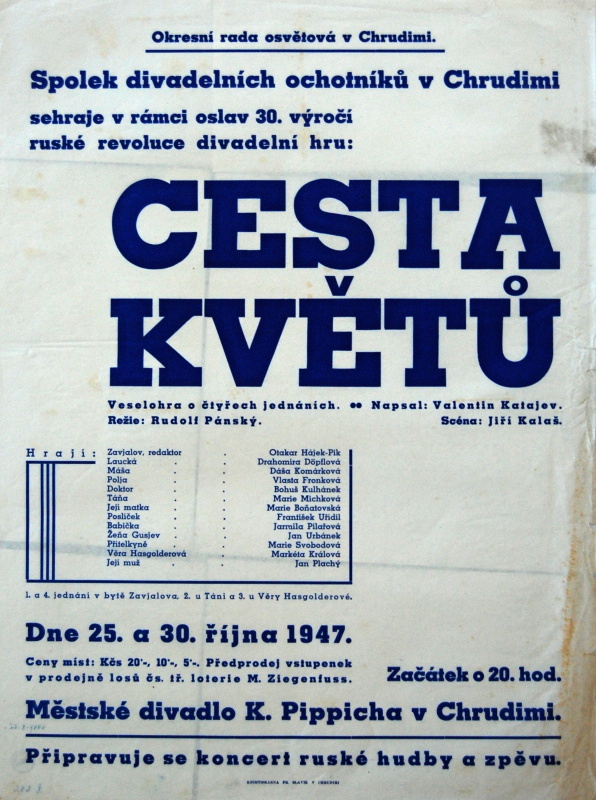 Okresní rada osvětová v Chrudimi.
Spolek divadelních ochotníků v Chrudimi
sehraje v rámci oslav 30. výročí
ruské revoluce divadelní hru:
CESTA
KVĚTŮ
Veselohra o čtyřech jednáních. •• Napsal: Valentin Katajev.
Režie: Rudolf Pánský. Scéna: Jiří Kalaš.
Hrají:
Zavjalov, redaktor . Otakar Hájek-Pik
Laucká . . Drahomira Döpflová
Máša . . Dáša Komárková
Polja . . Vlasta Fronková
Doktor . . Bohuš Kulhánek
Táňa . . Marie Michková
Její matka . . Marie Boňatovská
Poslíček . . František Uřidil
Babička . . Jarmila Pilařová
Žeňa Gusjev . . Jan Urbánek
Přítelkyně . . Marie Svobodová
Věra Hasgolderová . Markéta Králová
Její muž . . Jan Plachý
1. a 4. jednání v bytě Zavjalova, 2. u Táni a 3. u Věry Hasgolderové.
Dne 25. a 30. října 1947.
Ceny míst: Kčs 20·-, 10·-, 5·-. Předprodej vstupenek
v prodejně losů čs. tř. loterie M. Ziegenfuss.
Začátek o 20. hod.
Městské divadlo K. Pippicha v Chrudimi.
Připravuje se koncert ruské hudby a zpěvu.
KNIHTISKÁRNA FR. SLAVÍK V CHRUDIMI